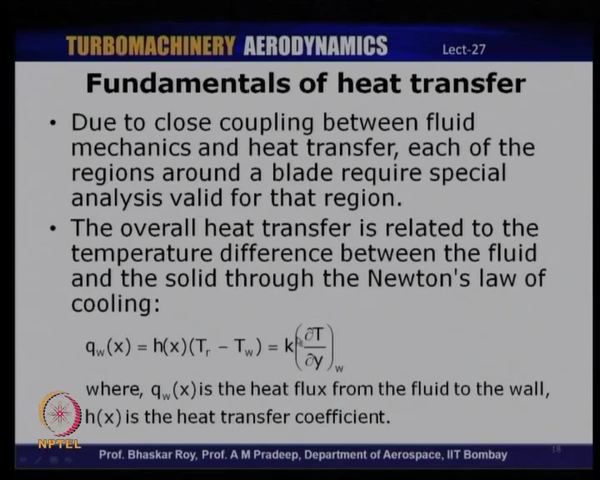 TURBOMACHINERY AERODYNAMICS
Lect-27
Fundamentals of heat transfer
• Due to close coupling between fluid
mechanics and heat transfer, each of the
regions around a blade require special
analysis valid for that region.
• The overall heat transfer is related to the
temperature difference between the fluid
and the solid through the Newton's law of
cooling:
q_w(x) = h(x)(T_r − T_w) = k(∂T/∂y)_w
where, q_w(x) is the heat flux from the fluid to the wall,
h(x) is the heat transfer coefficient.
NPTEL
Prof. Bhaskar Roy, Prof. A M Pradeep, Department of Aerospace, IIT Bombay
18